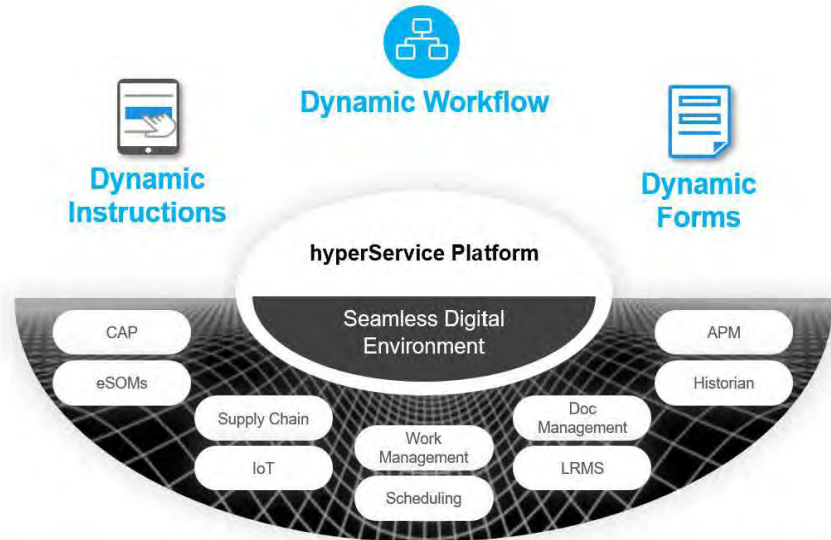 Dynamic Workflow
Dynamic
Instructions
Dynamic
Forms
hyperService Platform
Seamless Digital
Environment
CAP
eSOMs
Supply Chain
IoT
Work
Management
Scheduling
Doc
Management
LRMS
APM
Historian